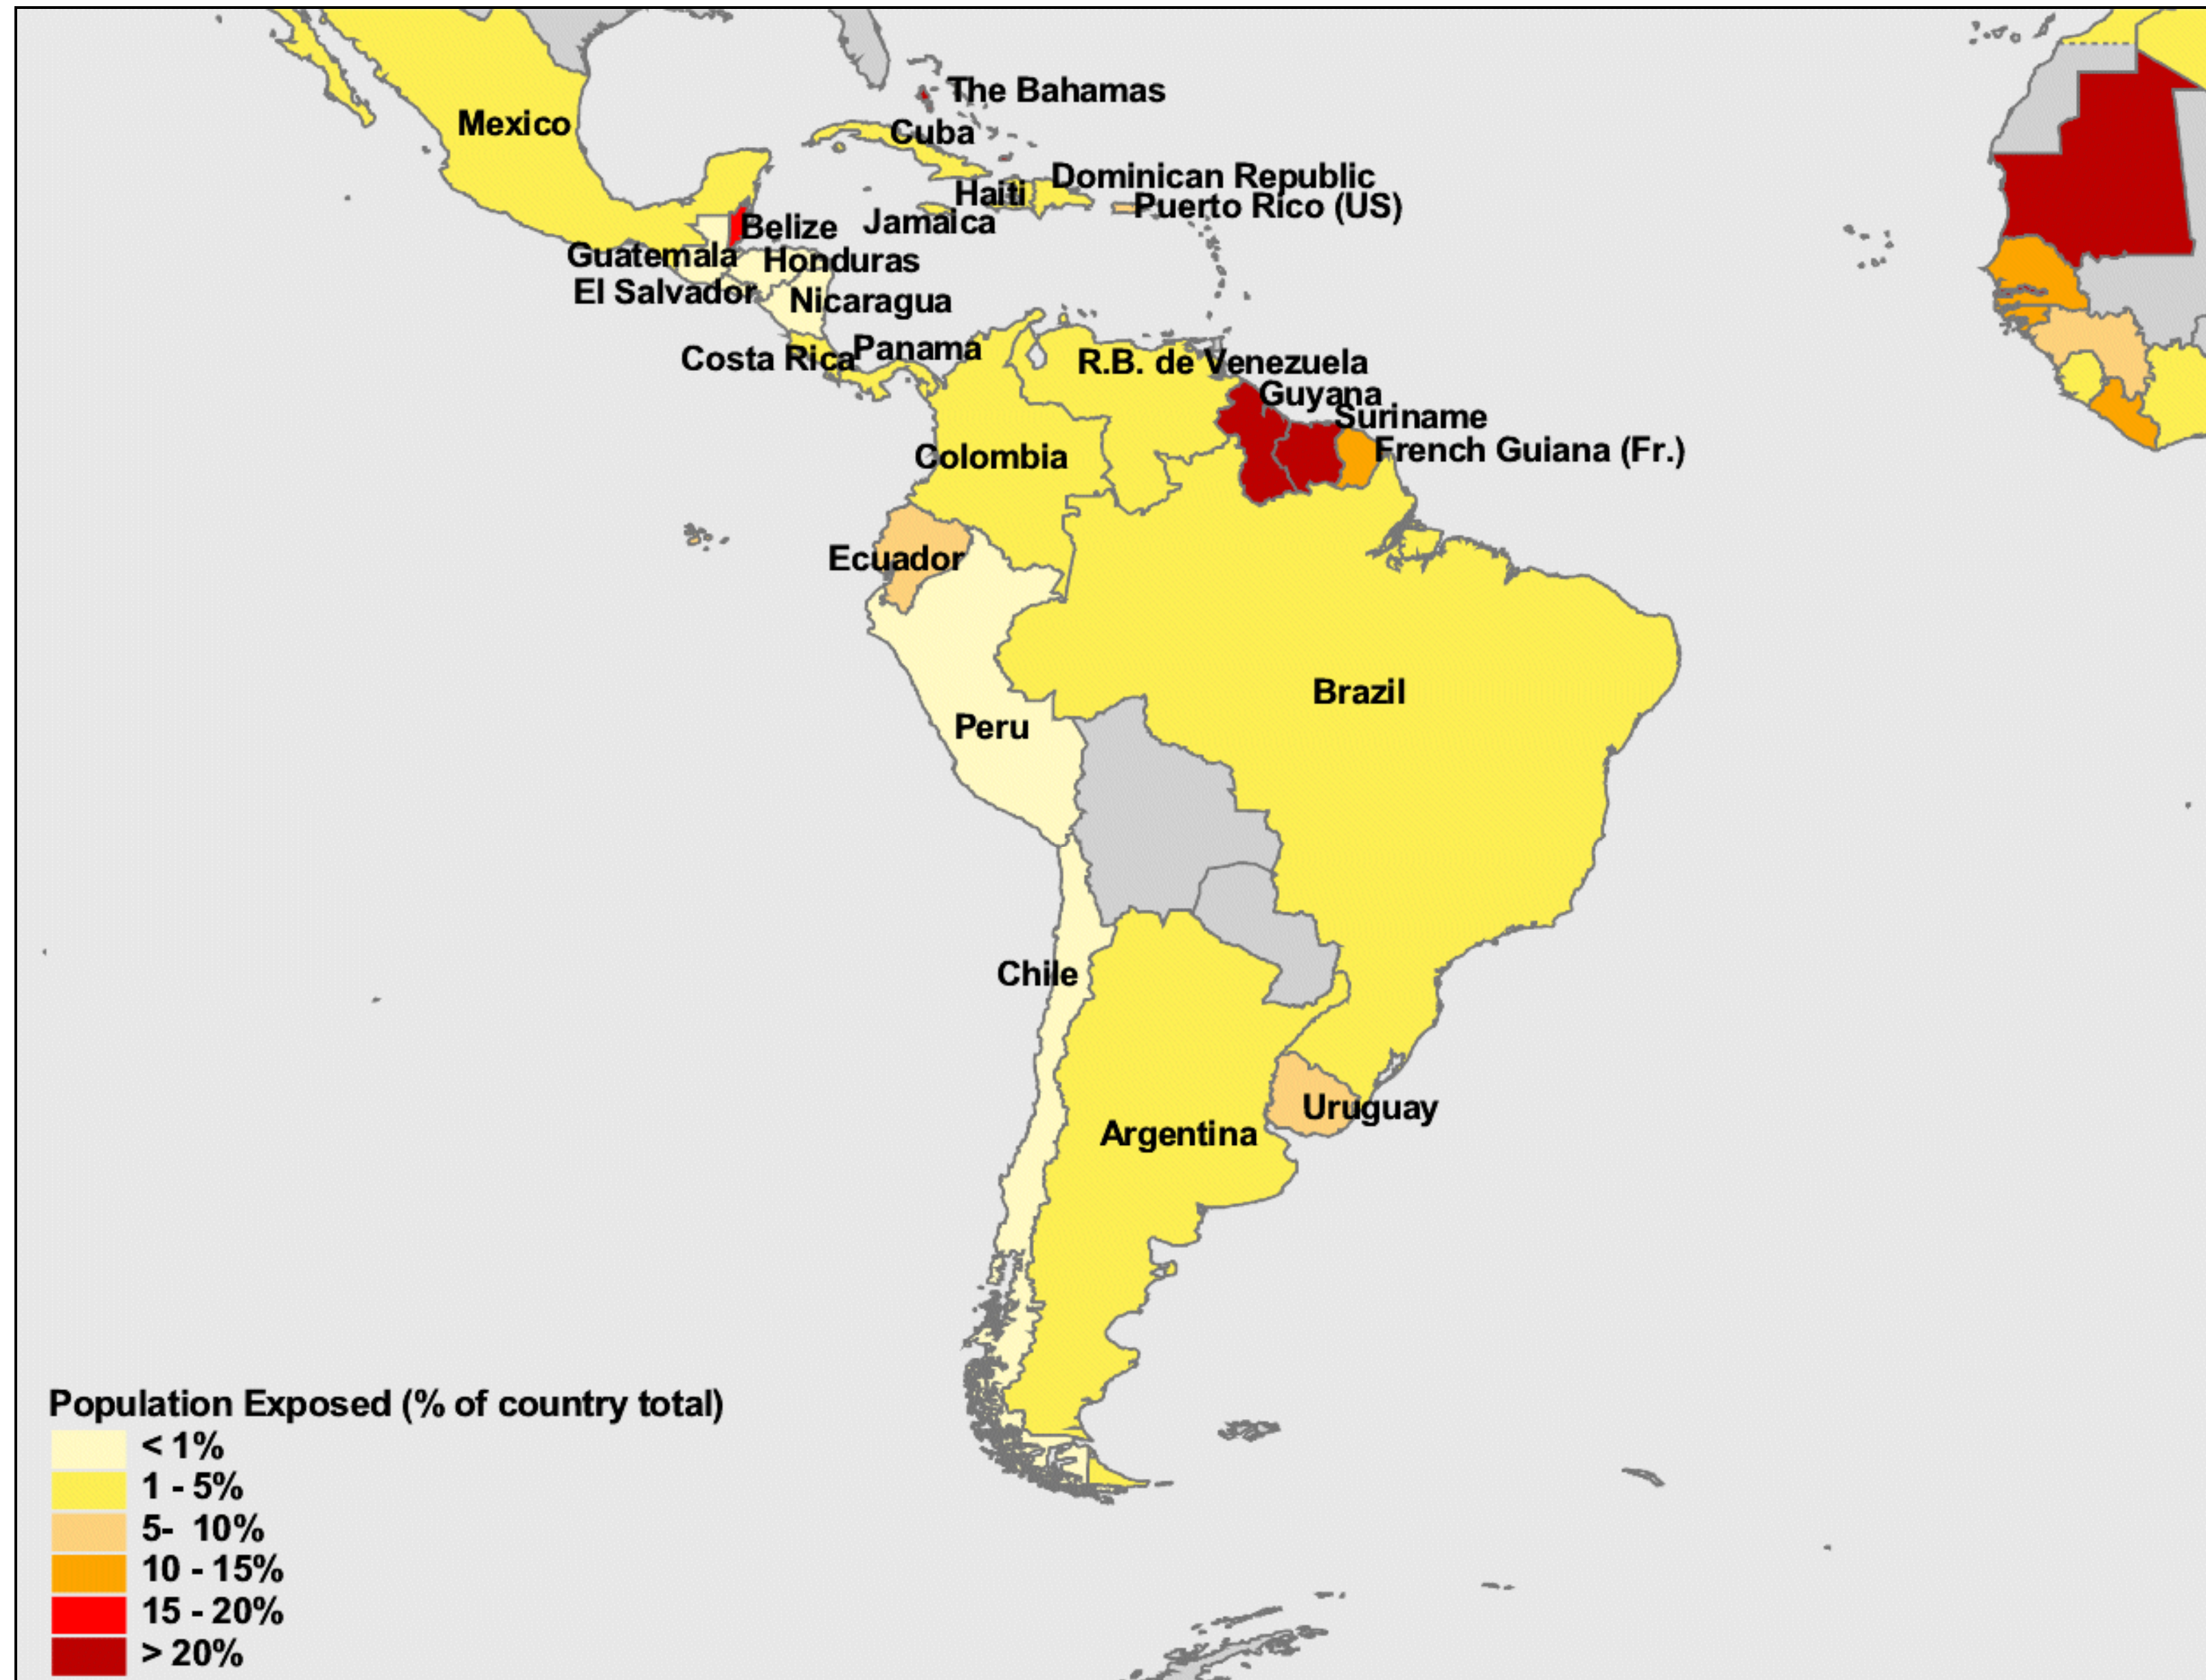 The Bahamas
Mexico
Cuba
Dominican Republic
Haiti
Puerto Rico (US)
Belize
Jamaica
Guatemala
Honduras
El Salvador
Nicaragua
Costa Rica
Panama
R.B. de Venezuela
Guyana
Suriname
French Guiana (Fr.)
Colombia
Ecuador
Brazil
Peru
Chile
Uruguay
Argentina
Population Exposed (% of country total)
< 1%
1 - 5%
5- 10%
10 - 15%
15 - 20%
> 20%